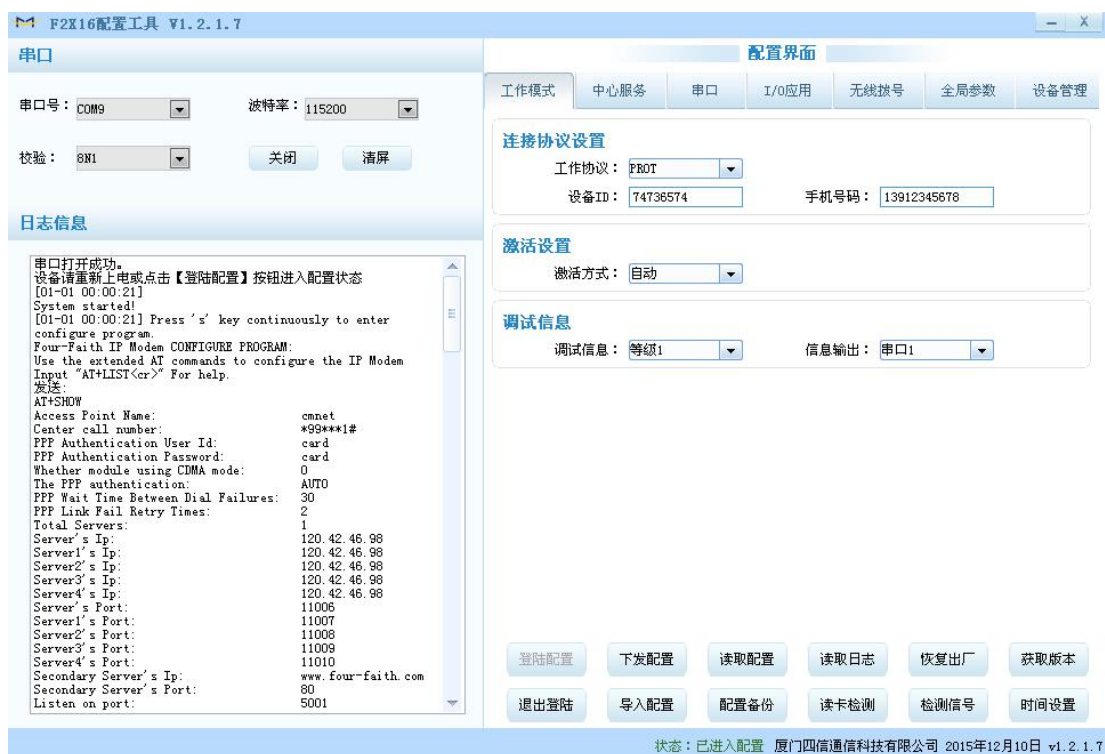 F2X16配置工具 V1.2.1.7
串口
串口号： COM9 波特率： 115200
校验： 8N1 关闭 清屏
日志信息
串口打开成功。
设备请重新上电或点击【登陆配置】按钮进入配置状态
[01-01 00:00:21]
System started!
[01-01 00:00:21] Press 's' key continuously to enter
configure program.
Four-Faith IP Modem CONFIGURE PROGRAM:
Use the extended AT commands to configure the IP Modem
Input "AT+LIST<cr>" For help.
发送:
AT+SHOW
Access Point Name: cmnet
Center call number: *99***1#
PPP Authentication User Id: card
PPP Authentication Password: card
Whether module using CDMA mode: 0
The PPP authentication: AUTO
PPP Wait Time Between Dial Failures: 30
PPP Link Fail Retry Times: 2
Total Servers: 1
Server's Ip: 120.42.46.98
Server1's Ip: 120.42.46.98
Server2's Ip: 120.42.46.98
Server3's Ip: 120.42.46.98
Server4's Ip: 120.42.46.98
Server's Port: 11006
Server1's Port: 11007
Server2's Port: 11008
Server3's Port: 11009
Server4's Port: 11010
Secondary Server's Ip: www.four-faith.com
Secondary Server's Port: 80
Listen on port: 5001
配置界面
工作模式 中心服务 串口 I/O应用 无线拨号 全局参数 设备管理
连接协议设置
工作协议： PROT
设备ID： 74736574 手机号码： 13912345678
激活设置
激活方式： 自动
调试信息
调试信息： 等级1 信息输出： 串口1
登陆配置 下发配置 读取配置 读取日志 恢复出厂 获取版本
退出登陆 导入配置 配置备份 读卡检测 检测信号 时间设置
状态：已进入配置 厦门四信通信科技有限公司 2015年12月10日 v1.2.1.7